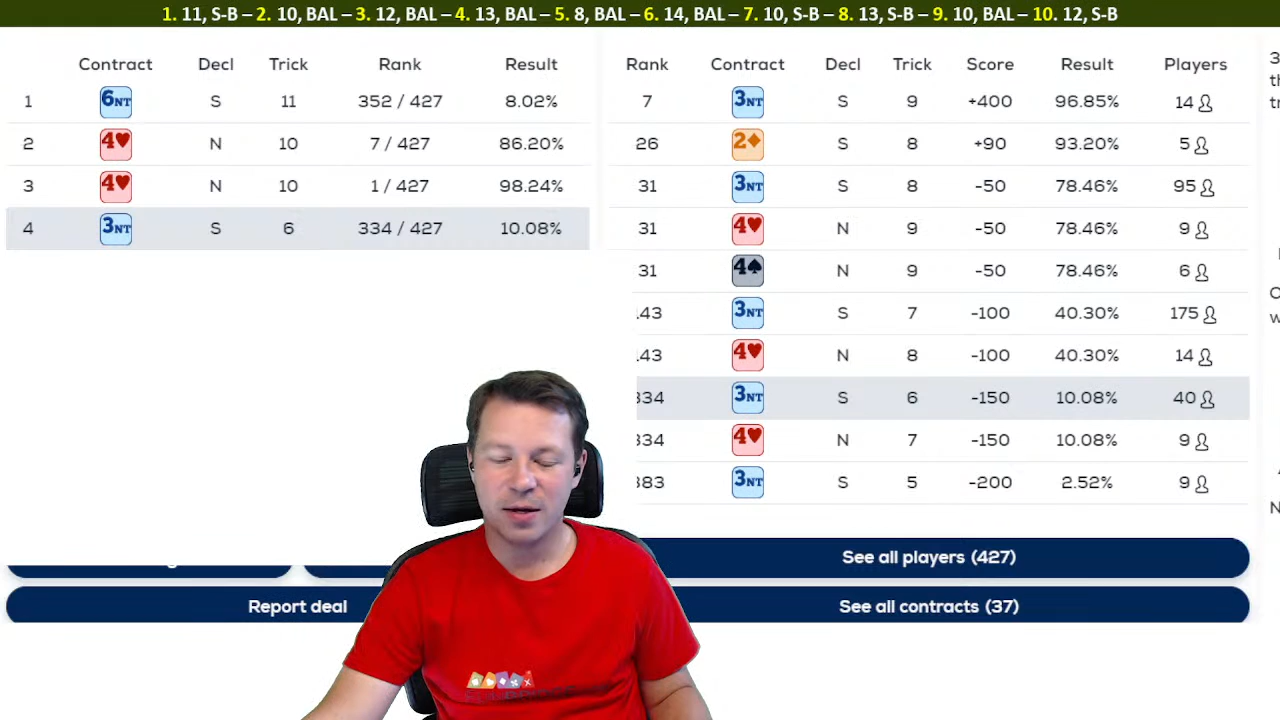 1. 11, S-B – 2. 10, BAL – 3. 12, BAL – 4. 13, BAL – 5. 8, BAL – 6. 14, BAL – 7. 10, S-B – 8. 13, S-B – 9. 10, BAL – 10. 12, S-B
Contract Decl Trick Rank Result
1 6NT S 11 352 / 427 8.02%
2 4♥ N 10 7 / 427 86.20%
3 4♥ N 10 1 / 427 98.24%
4 3NT S 6 334 / 427 10.08%
Rank Contract Decl Trick Score Result Players
7 3NT S 9 +400 96.85% 14
26 2♦ S 8 +90 93.20% 5
31 3NT S 8 -50 78.46% 95
31 4♥ N 9 -50 78.46% 9
31 4♠ N 9 -50 78.46% 6
43 3NT S 7 -100 40.30% 175
43 4♥ N 8 -100 40.30% 14
334 3NT S 6 -150 10.08% 40
334 4♥ N 7 -150 10.08% 9
383 3NT S 5 -200 2.52% 9
See all players (427)
Report deal
See all contracts (37)